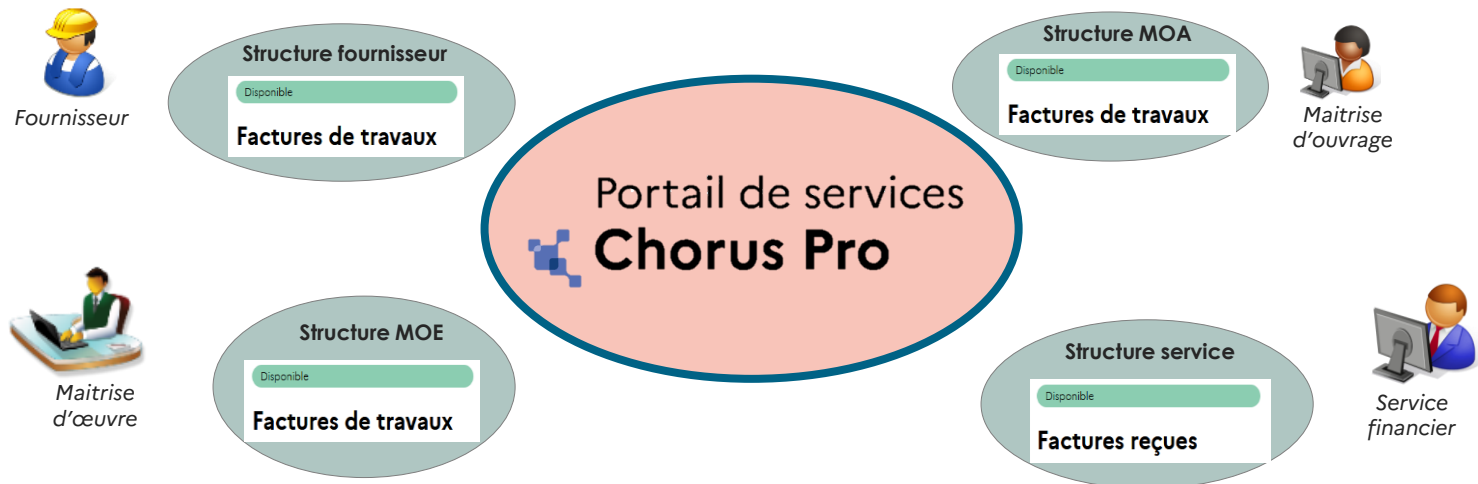 Structure fournisseur
Disponible
Factures de travaux
Fournisseur
Structure MOA
Disponible
Factures de travaux
Maitrise
d'ouvrage
Portail de services
Chorus Pro
Structure MOE
Disponible
Factures de travaux
Maitrise
d'œuvre
Structure service
Disponible
Factures reçues
Service
financier